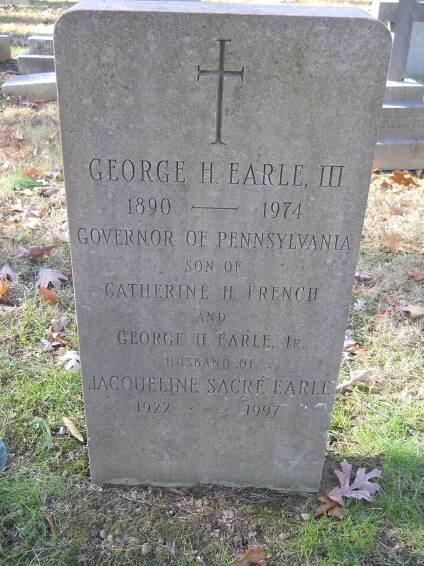 GEORGE H. EARLE, III
1890 — 1974
GOVERNOR OF PENNSYLVANIA
SON OF
CATHERINE H. FRENCH
AND
GEORGE H. EARLE, Jr.
HUSBAND OF
JACQUELINE SACRÉ EARLE
1922 - — - 1997